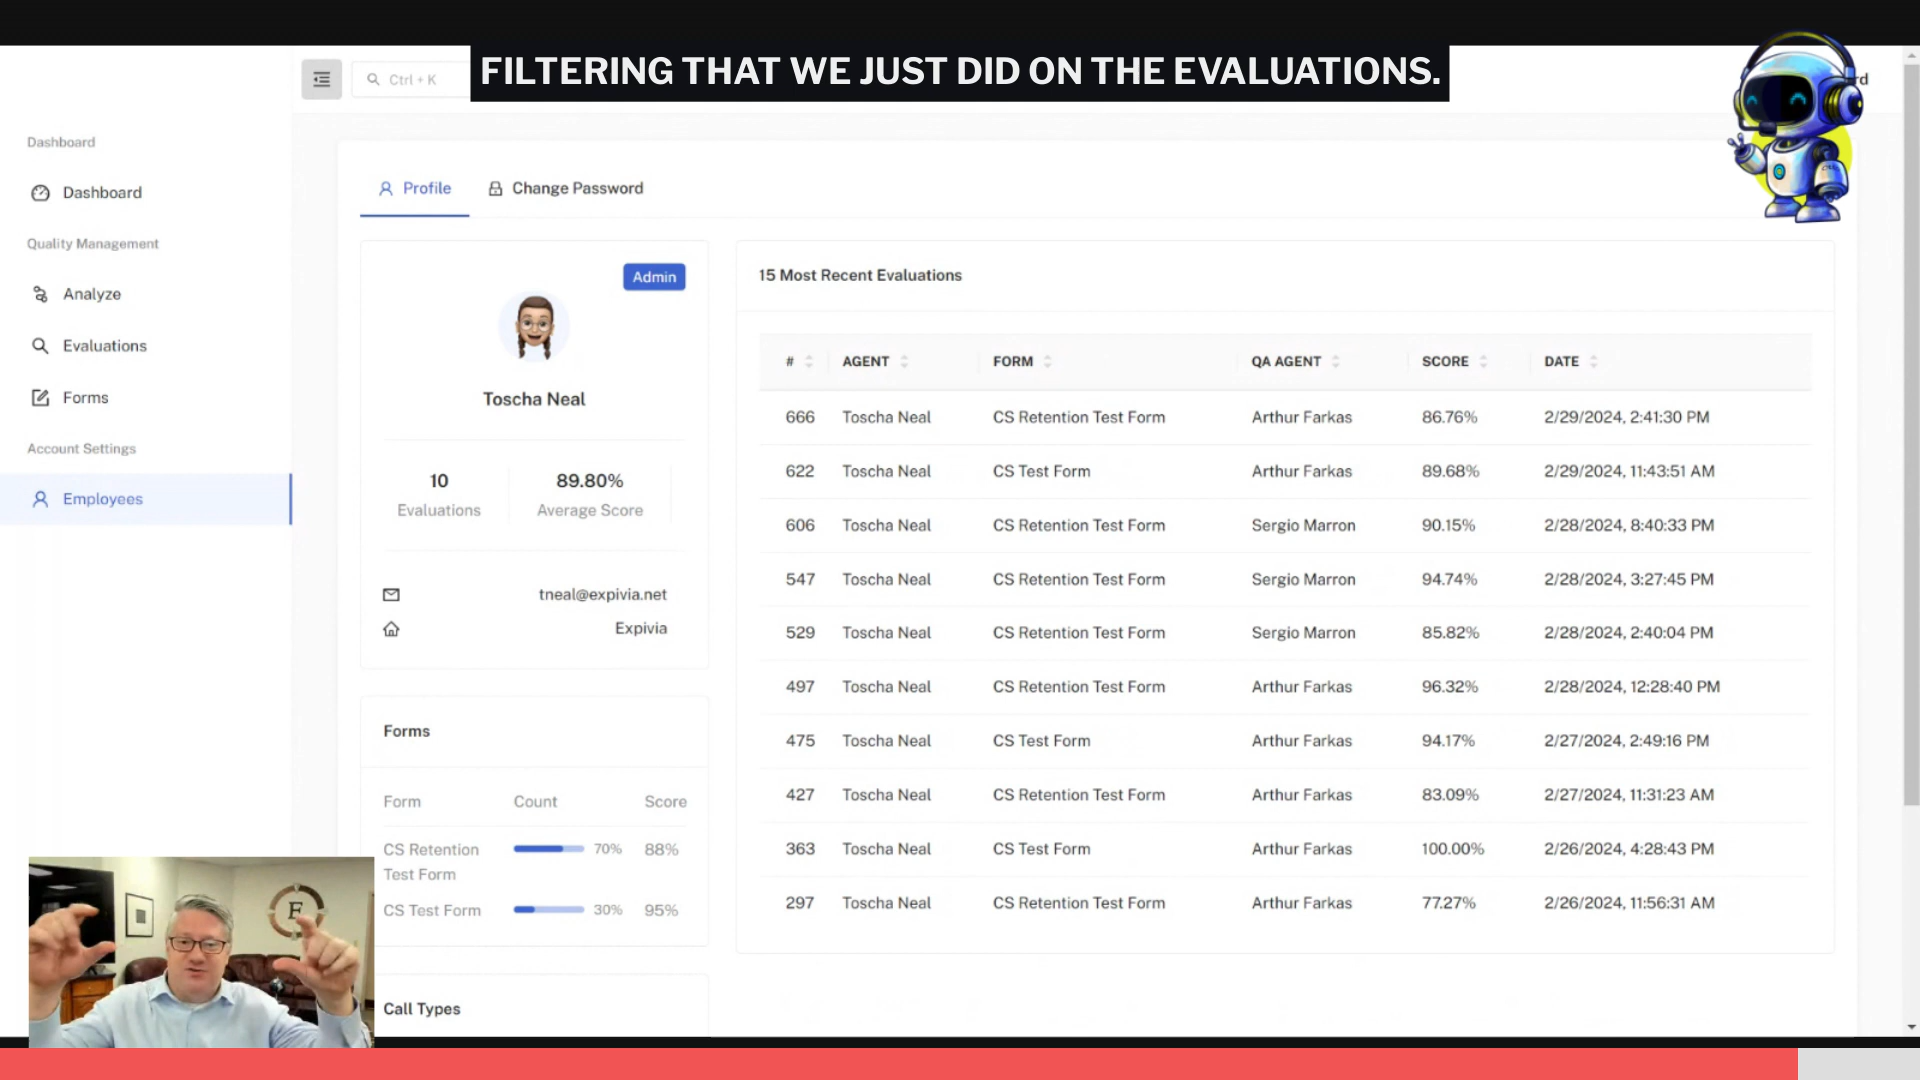 FILTERING THAT WE JUST DID ON THE EVALUATIONS.
Ctrl + K
rd
Dashboard
Dashboard
Quality Management
Analyze
Evaluations
Forms
Account Settings
Employees
Profile
Change Password
Admin
Toscha Neal
10 89.80%
Evaluations Average Score
tneal@expivia.net
Expivia
Forms
Form Count Score
CS Retention 70% 88%
Test Form
CS Test Form 30% 95%
Call Types
15 Most Recent Evaluations
# AGENT FORM QA AGENT SCORE DATE
666 Toscha Neal CS Retention Test Form Arthur Farkas 86.76% 2/29/2024, 2:41:30 PM
622 Toscha Neal CS Test Form Arthur Farkas 89.68% 2/29/2024, 11:43:51 AM
606 Toscha Neal CS Retention Test Form Sergio Marron 90.15% 2/28/2024, 8:40:33 PM
547 Toscha Neal CS Retention Test Form Sergio Marron 94.74% 2/28/2024, 3:27:45 PM
529 Toscha Neal CS Retention Test Form Sergio Marron 85.82% 2/28/2024, 2:40:04 PM
497 Toscha Neal CS Retention Test Form Arthur Farkas 96.32% 2/28/2024, 12:28:40 PM
475 Toscha Neal CS Test Form Arthur Farkas 94.17% 2/27/2024, 2:49:16 PM
427 Toscha Neal CS Retention Test Form Arthur Farkas 83.09% 2/27/2024, 11:31:23 AM
363 Toscha Neal CS Test Form Arthur Farkas 100.00% 2/26/2024, 4:28:43 PM
297 Toscha Neal CS Retention Test Form Arthur Farkas 77.27% 2/26/2024, 11:56:31 AM
E